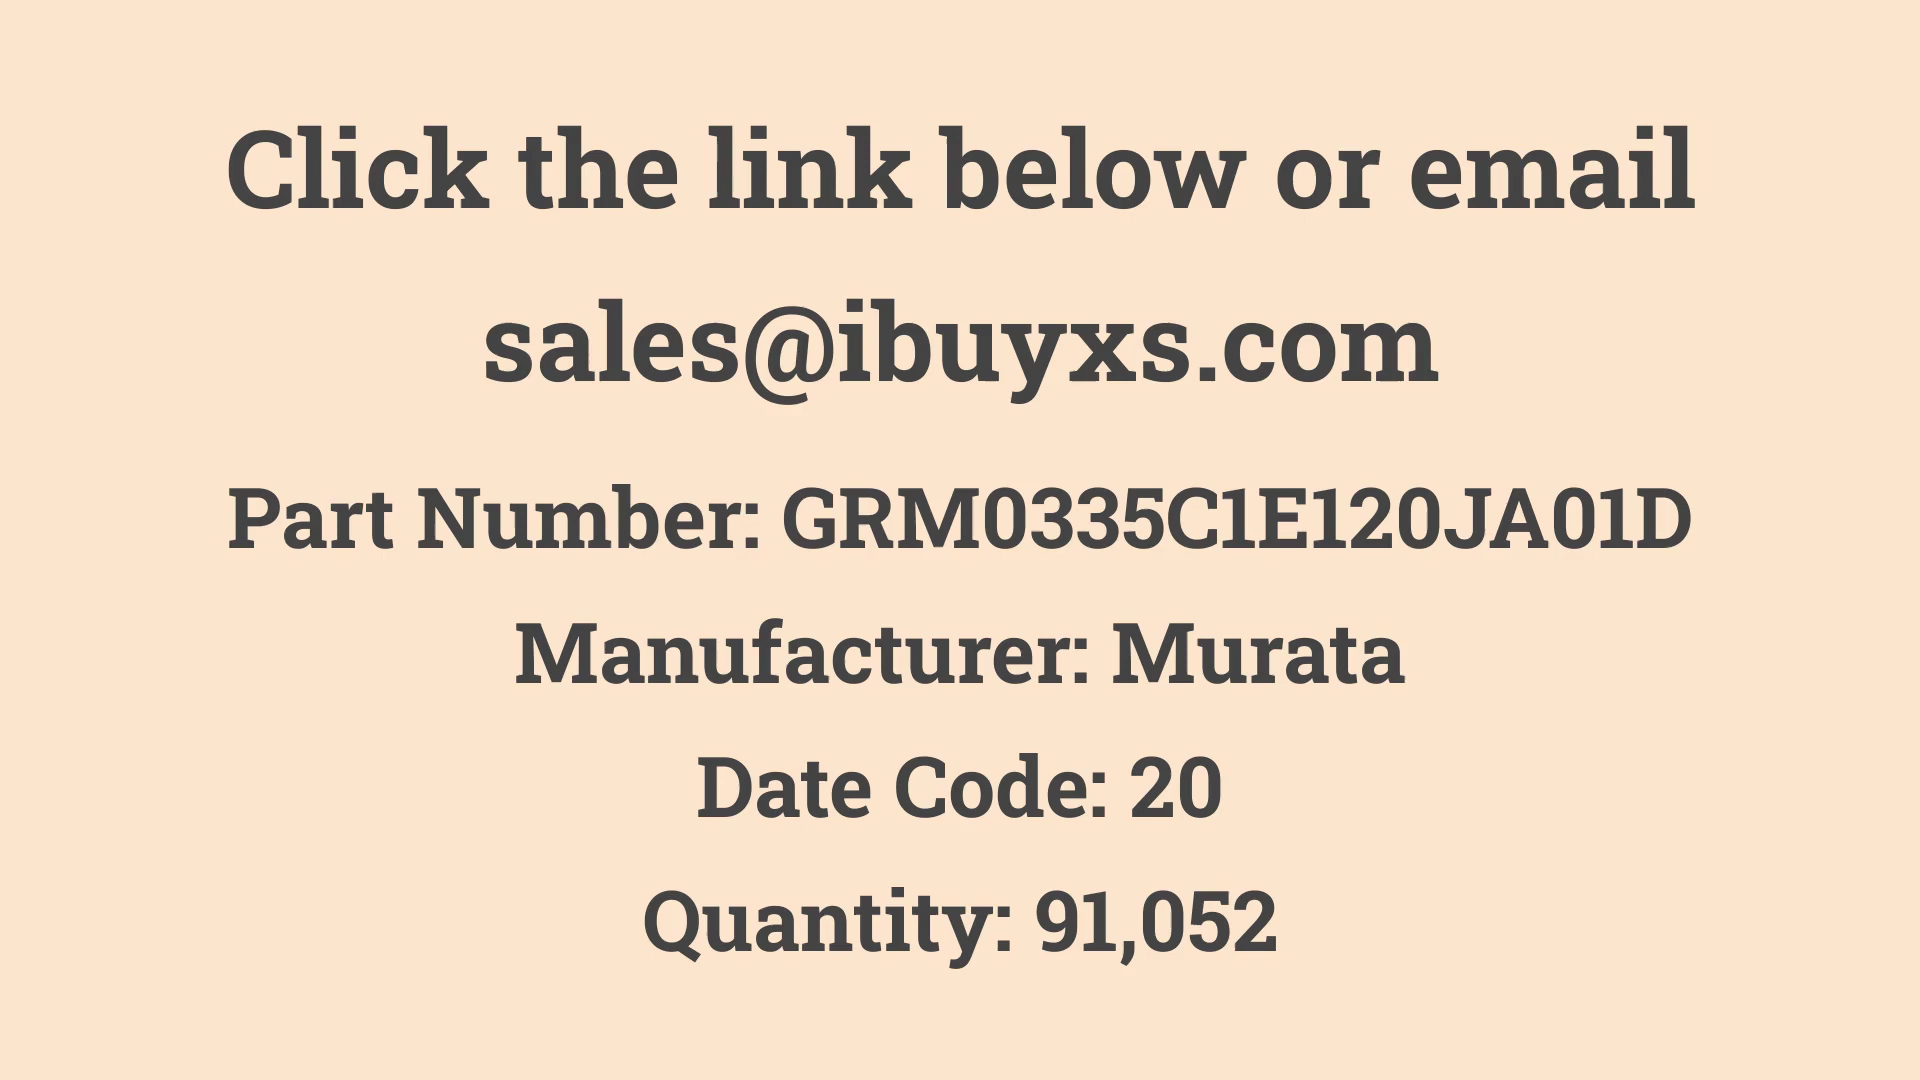 Click the link below or email
sales@ibuyxs.com
Part Number: GRM0335C1E120JA01D
Manufacturer: Murata
Date Code: 20
Quantity: 91,052